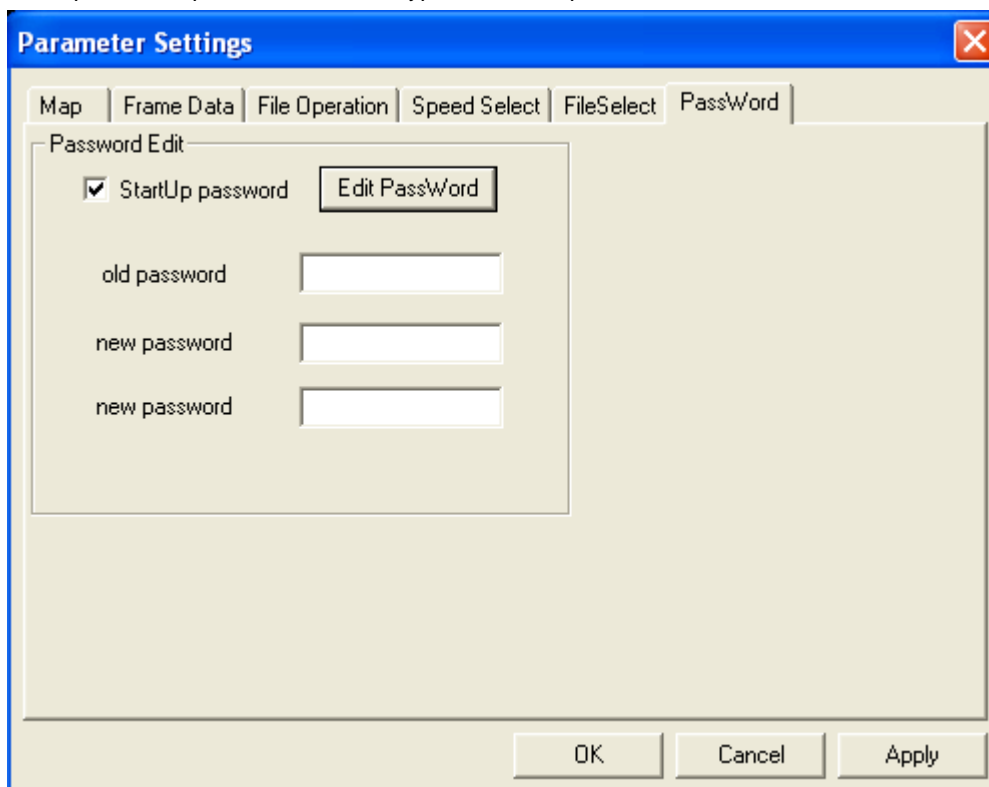 Parameter Settings
Map Frame Data File Operation Speed Select FileSelect PassWord
Password Edit
StartUp password Edit PassWord
old password
new password
new password
OK Cancel Apply